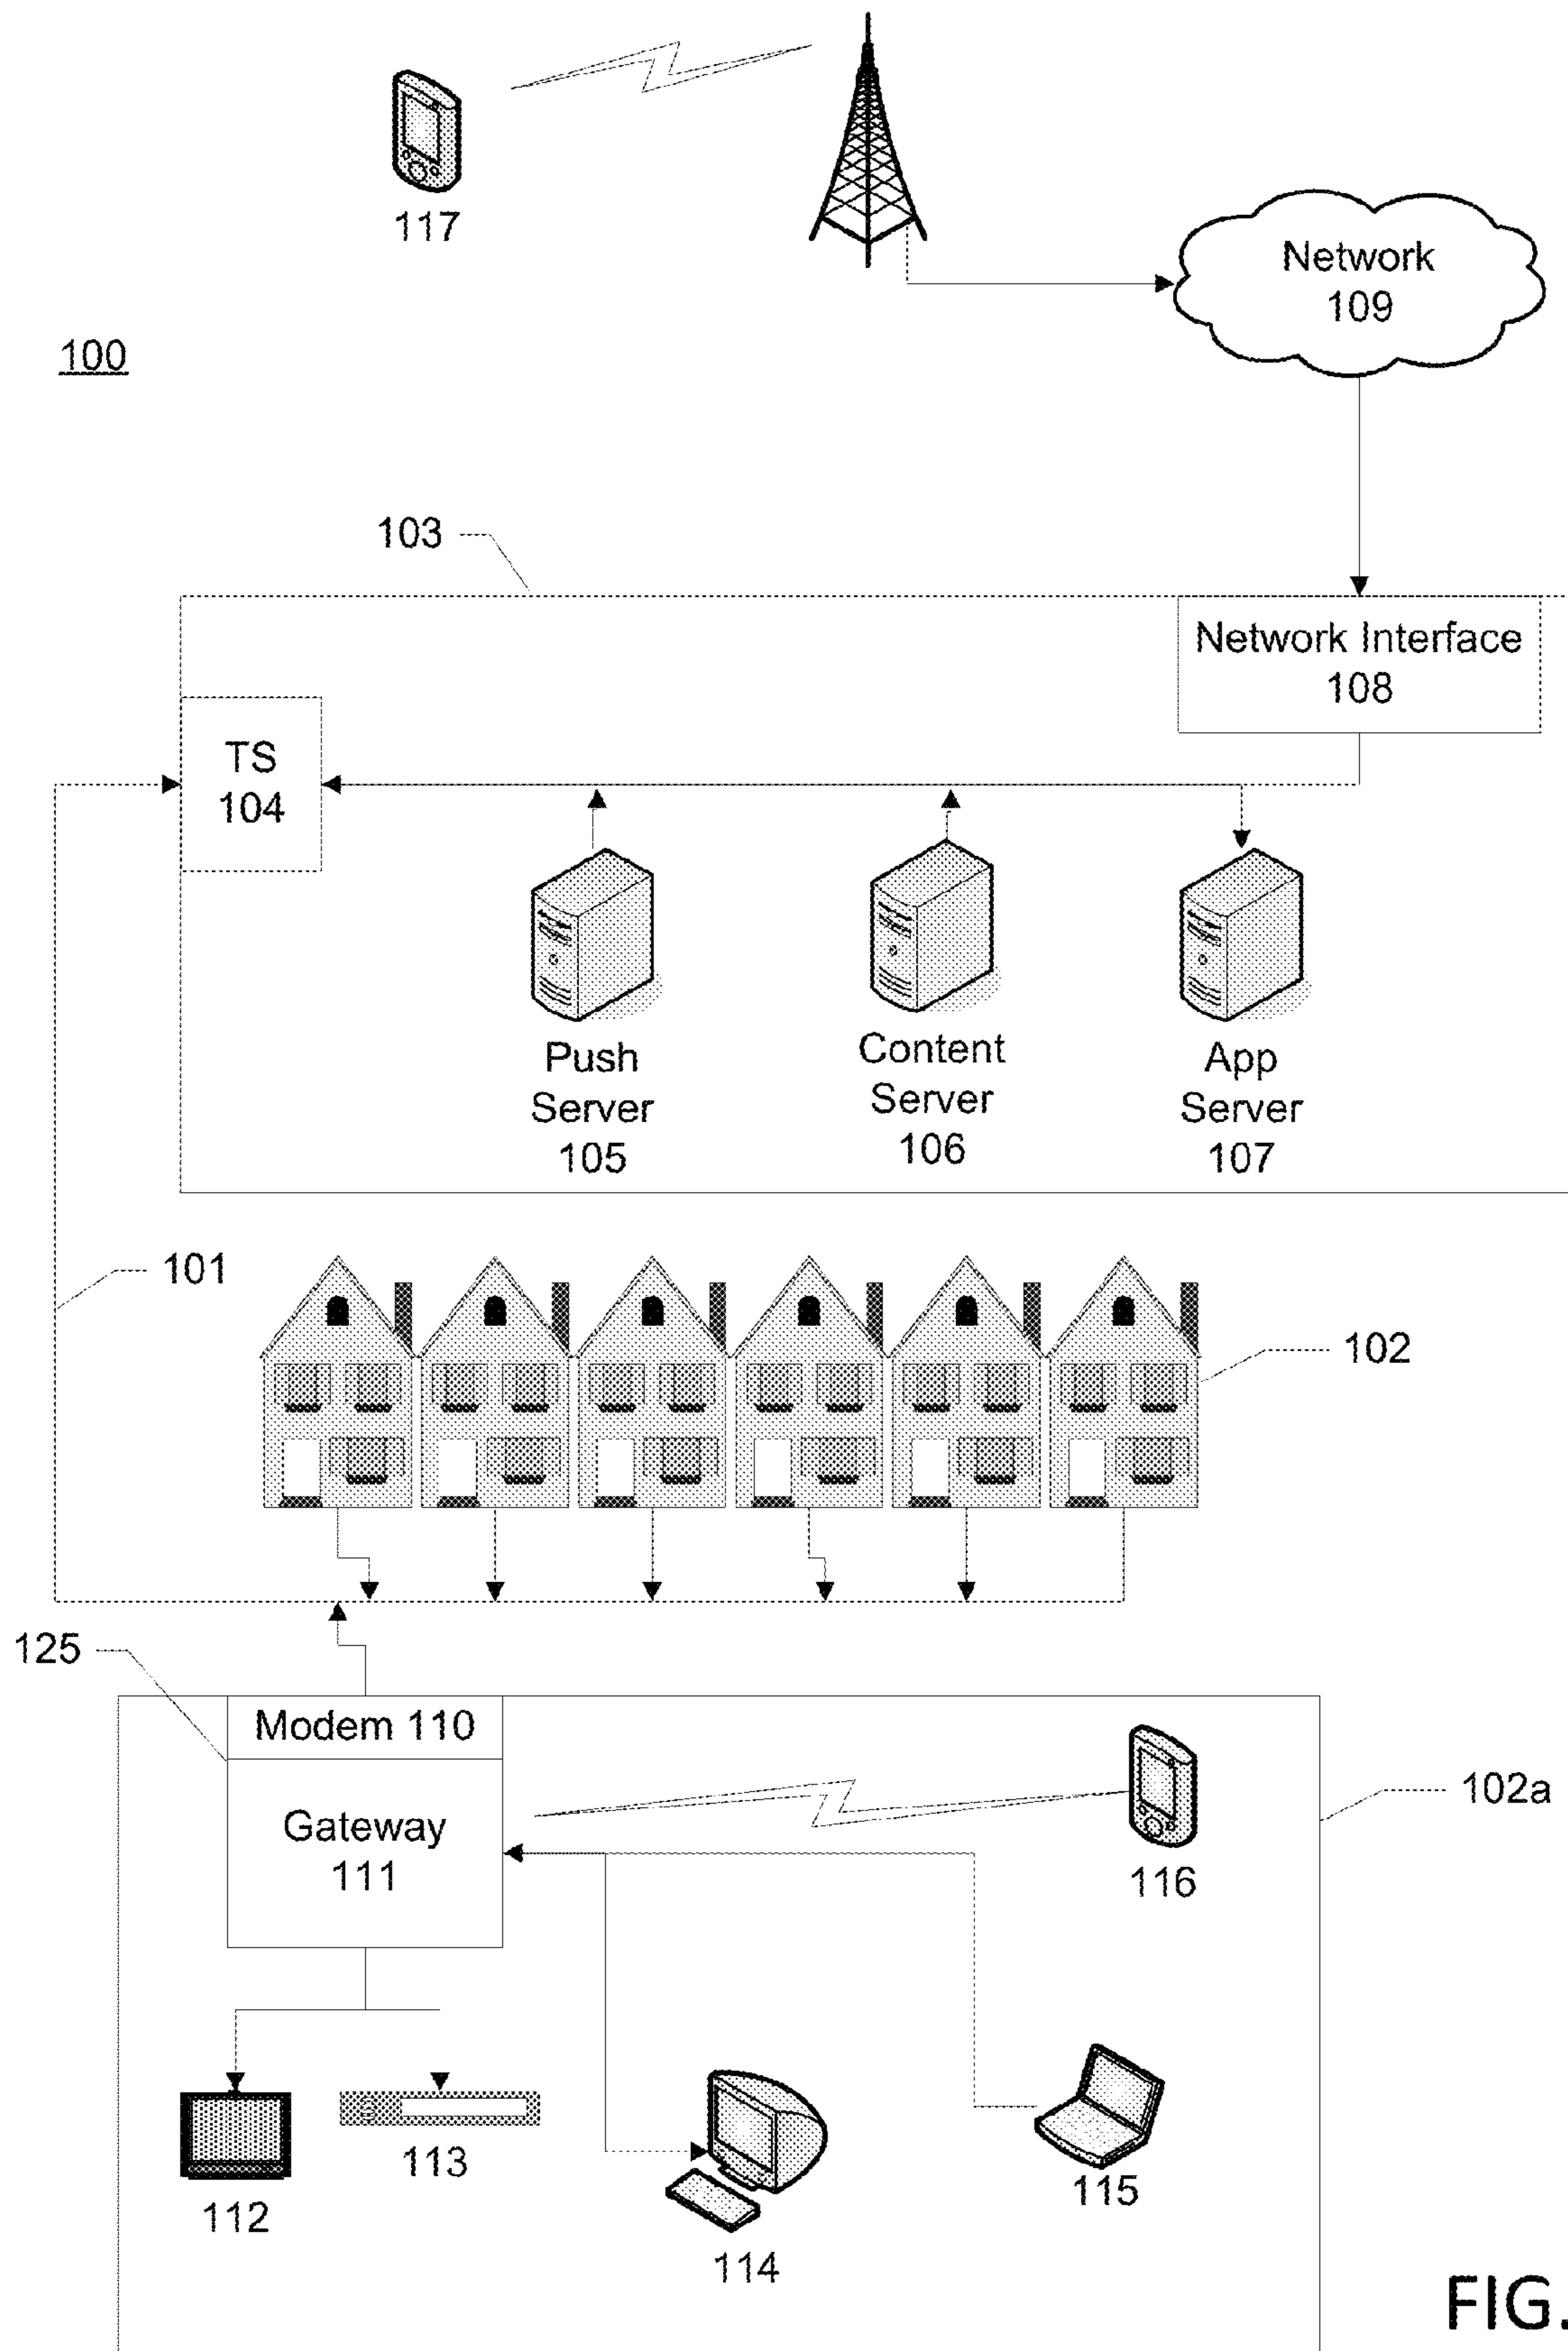 117
Network
109
100
103
Network Interface
108
TS
104
Push
Server
105
Content
Server
106
App
Server
107
101
102
125
Modem 110
Gateway
111
116
102a
112
113
114
115
FIG.